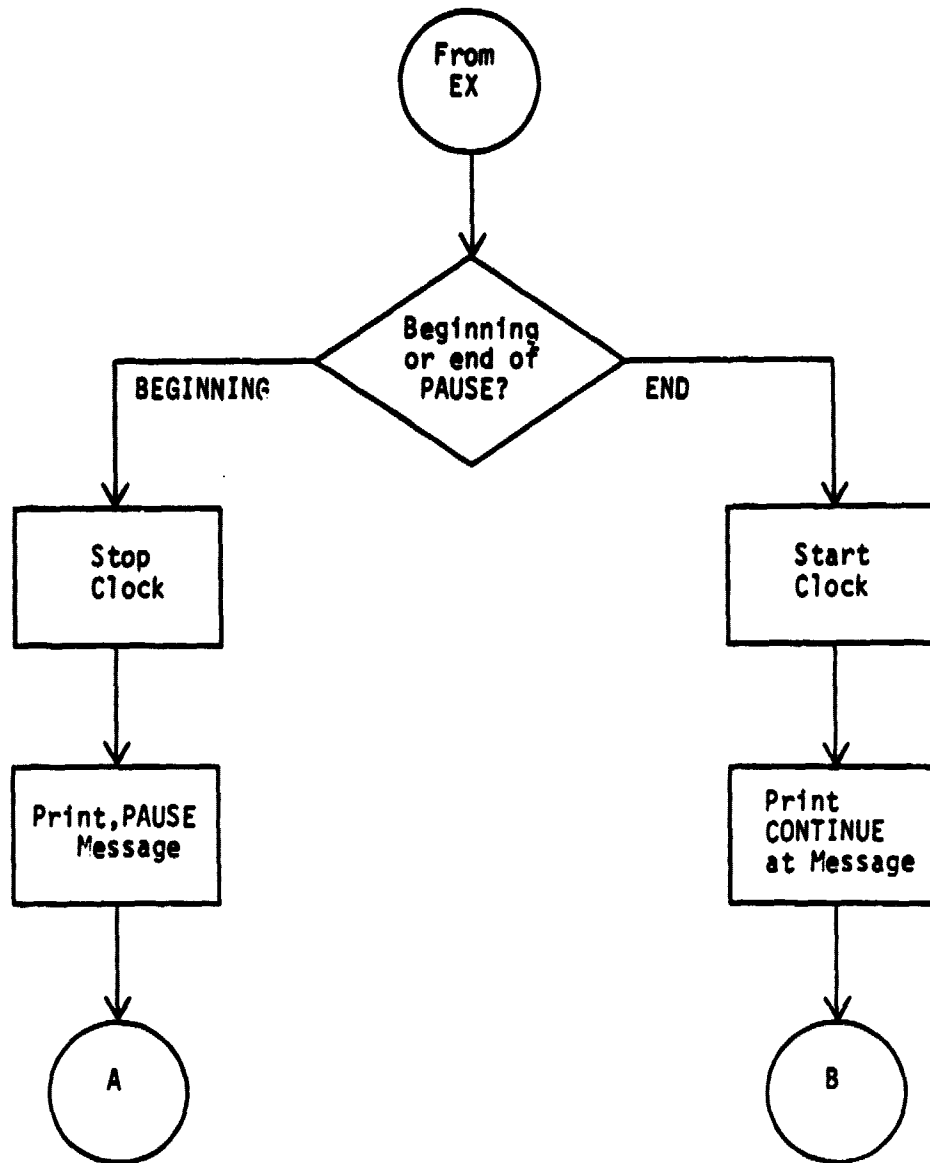 From
EX
Beginning
or end of
PAUSE?
BEGINNING
END
Stop
Clock
Start
Clock
Print,PAUSE
Message
Print
CONTINUE
at Message
A
B